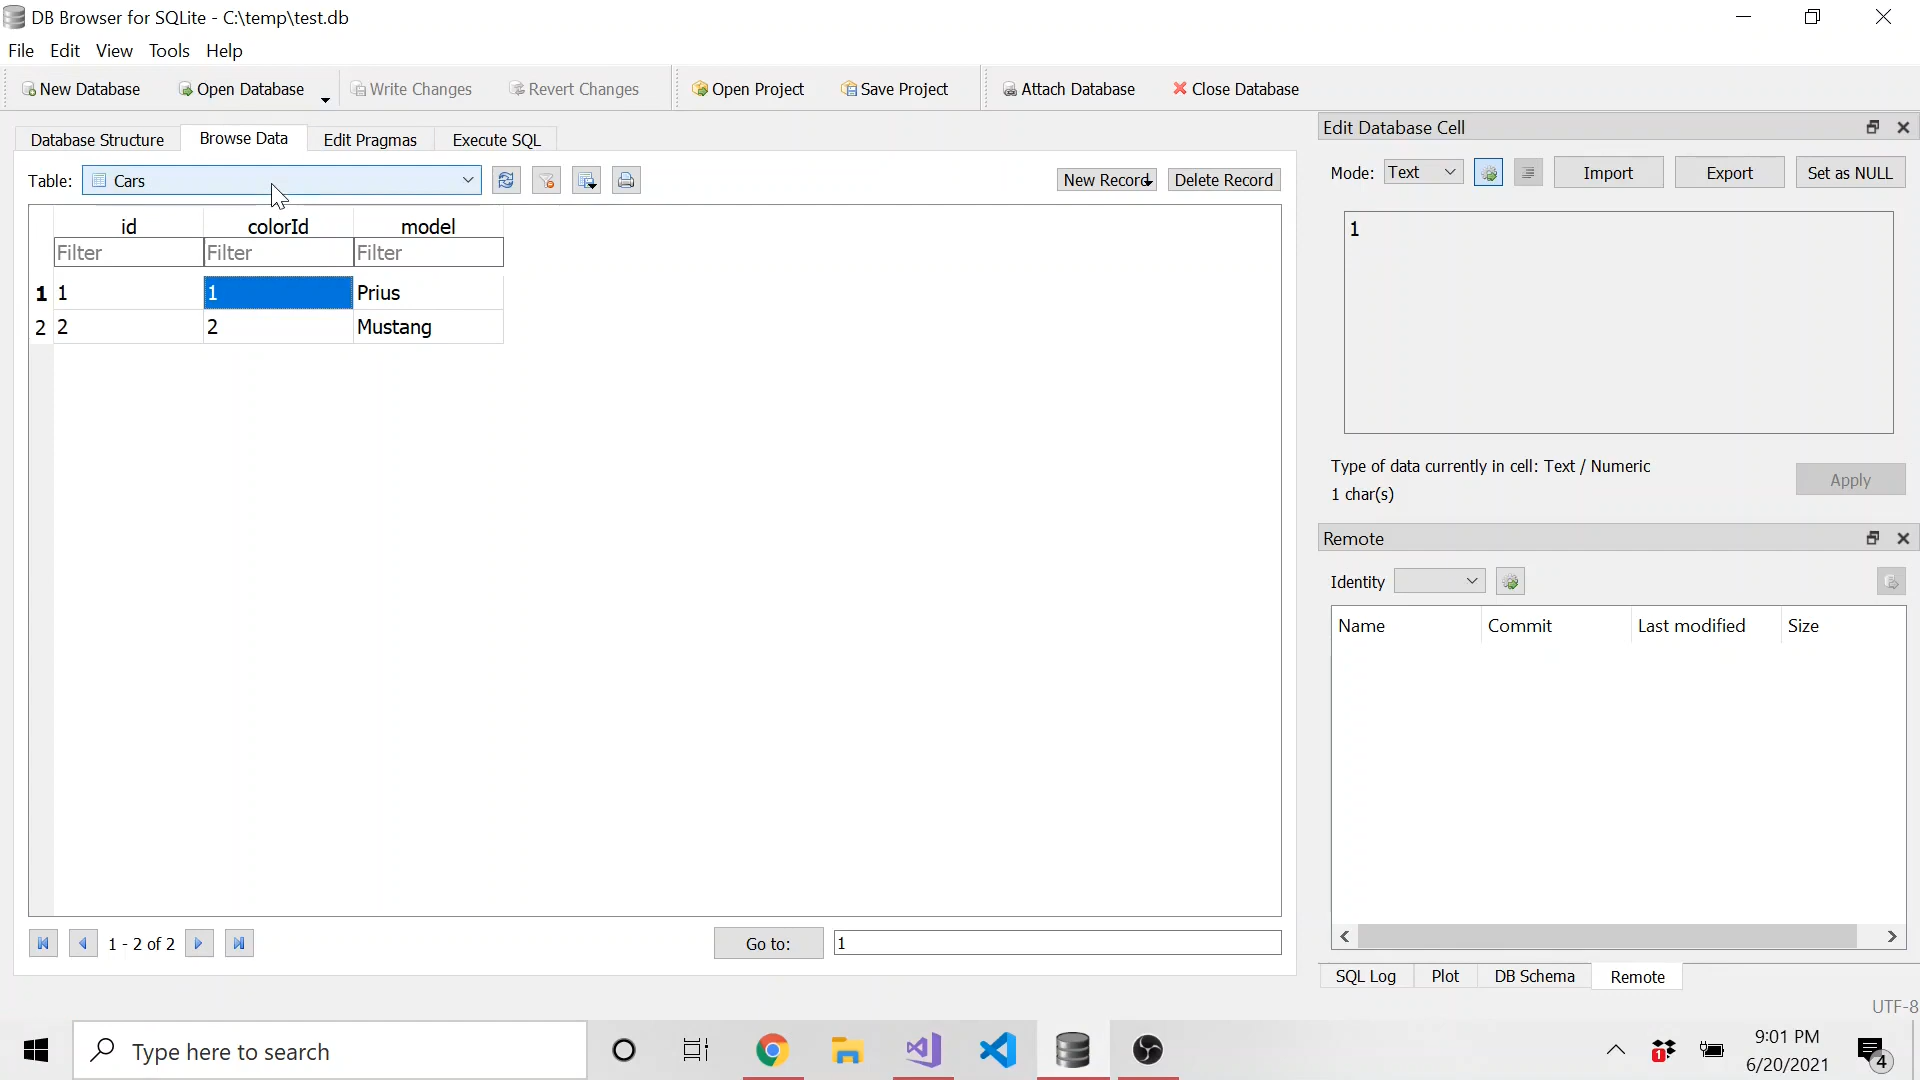 DB Browser for SQLite - C:\temp\test.db
File Edit View Tools Help
New Database Open Database Write Changes Revert Changes Open Project Save Project Attach Database Close Database
Database Structure Browse Data Edit Pragmas Execute SQL
Table: Cars New Record Delete Record
id colorId model
Filter Filter Filter
1 1 1 Prius
2 2 2 Mustang
1 - 2 of 2 Go to: 1
Edit Database Cell
Mode: Text Import Export Set as NULL
1
Type of data currently in cell: Text / Numeric
1 char(s)
Apply
Remote
Identity
Name Commit Last modified Size
SQL Log Plot DB Schema Remote
UTF-8
Type here to search
1
9:01 PM
6/20/2021
4